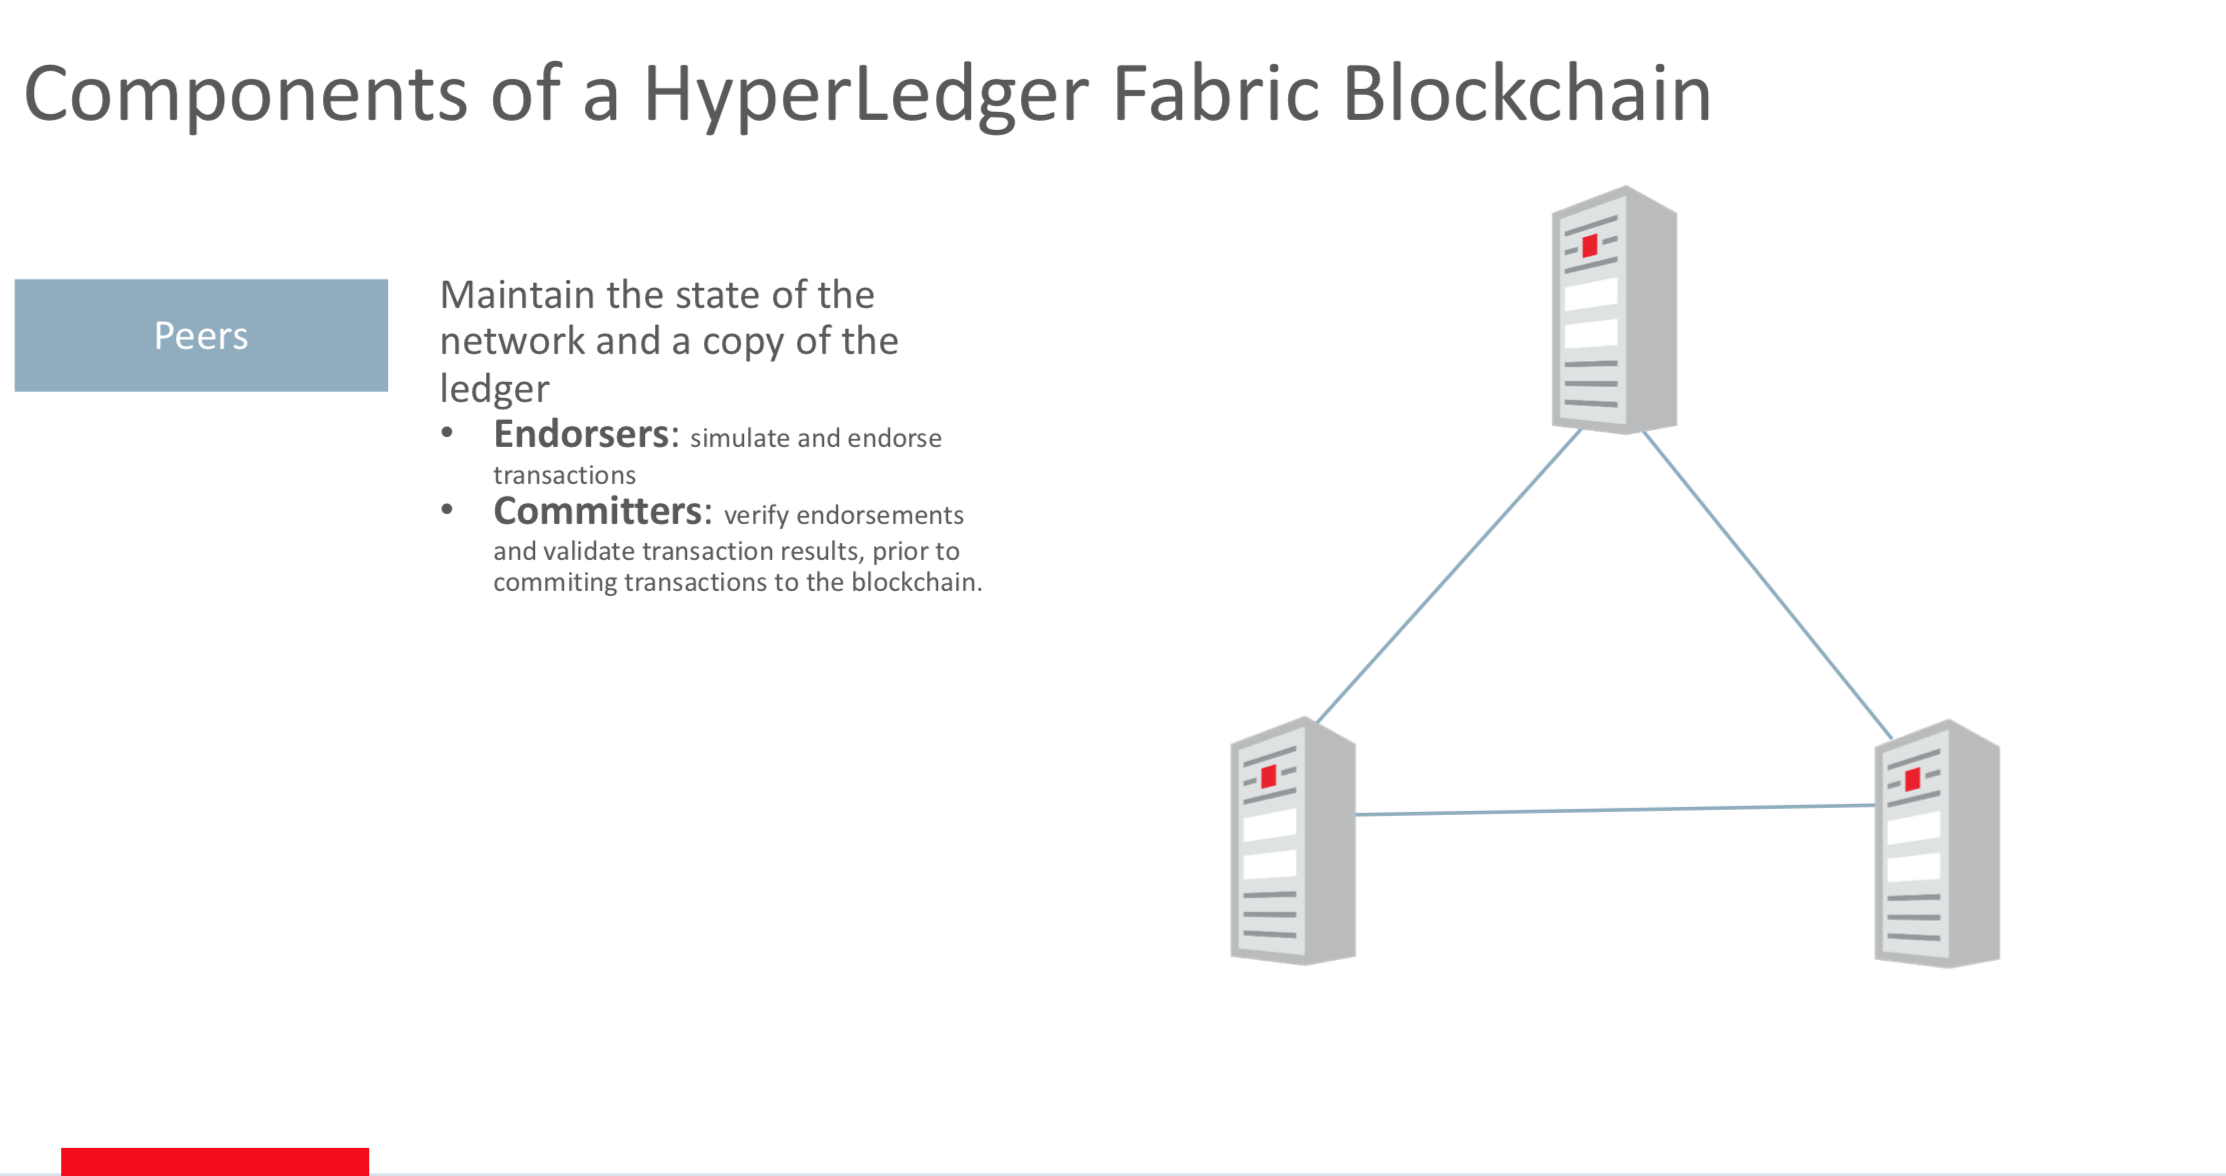 Components of a HyperLedger Fabric Blockchain
Peers
Maintain the state of the
network and a copy of the
ledger
• Endorsers: simulate and endorse
transactions
• Committers: verify endorsements
and validate transaction results, prior to
commiting transactions to the blockchain.